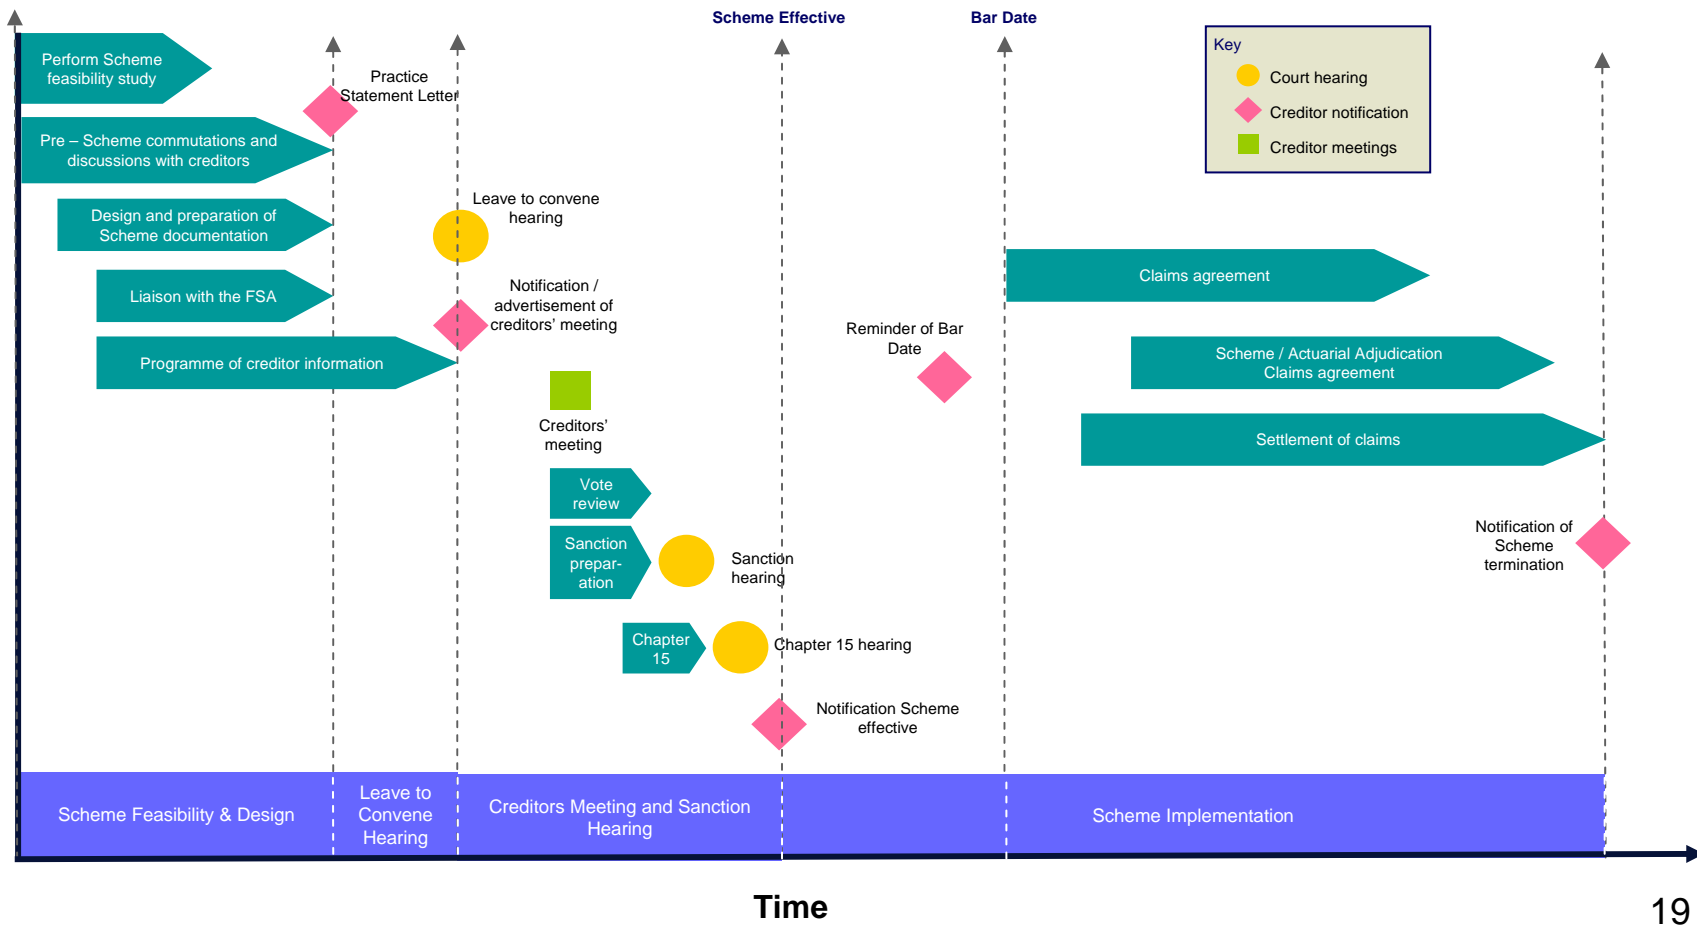 Scheme Effective
Bar Date
Key
Court hearing
Creditor notification
Creditor meetings
Perform Scheme
feasibility study
Practice
Statement Letter
Pre – Scheme commutations and
discussions with creditors
Design and preparation of
Scheme documentation
Leave to convene
hearing
Liaison with the FSA
Notification /
advertisement of
creditors’ meeting
Programme of creditor information
Creditors’
meeting
Vote
review
Sanction
prepar-
ation
Sanction
hearing
Chapter
15
Chapter 15 hearing
Notification Scheme
effective
Reminder of Bar
Date
Claims agreement
Scheme / Actuarial Adjudication
Claims agreement
Settlement of claims
Notification of
Scheme
termination
Scheme Feasibility & Design
Leave to
Convene
Hearing
Creditors Meeting and Sanction
Hearing
Scheme Implementation
Time
19